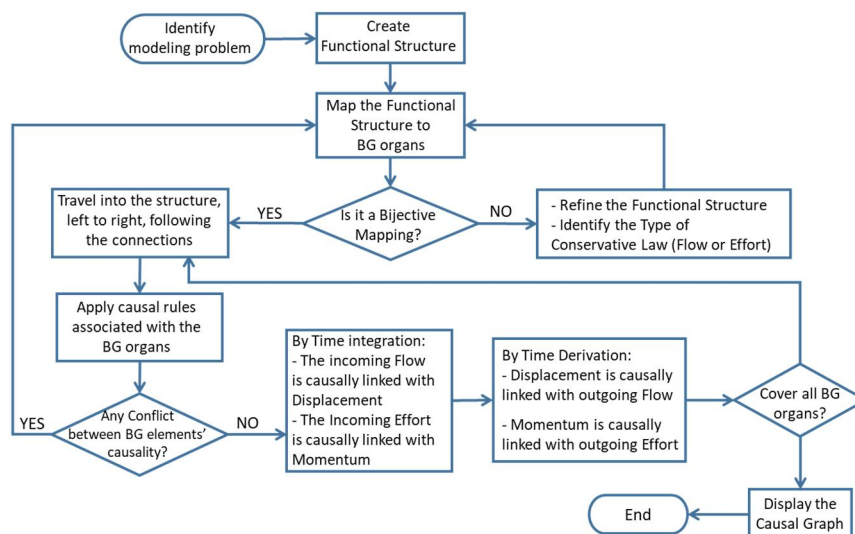 Identify
modeling problem
Create
Functional Structure
Map the Functional
Structure to
BG organs
Is it a Bijective
Mapping?
YES
NO
Travel into the structure,
left to right, following
the connections
- Refine the Functional Structure
- Identify the Type of
Conservative Law (Flow or Effort)
Apply causal rules
associated with the
BG organs
Any Conflict
between BG elements'
causality?
YES
NO
By Time integration:
- The incoming Flow
is causally linked with
Displacement
- The Incoming Effort
is causally linked with
Momentum
By Time Derivation:
- Displacement is causally
linked with outgoing Flow
- Momentum is causally
linked with outgoing Effort
Cover all BG
organs?
Display the
Causal Graph
End